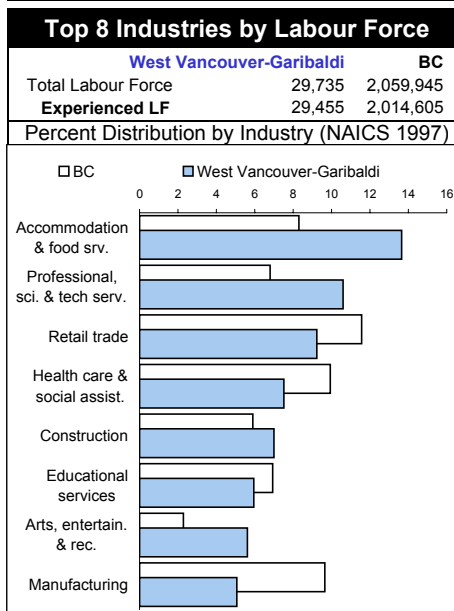 Top 8 Industries by Labour Force
West Vancouver-Garibaldi BC
Total Labour Force 29,735 2,059,945
Experienced LF 29,455 2,014,605
Percent Distribution by Industry (NAICS 1997)
BC West Vancouver-Garibaldi
0 2 4 6 8 10 12 14 16
Accommodation
& food srv.
Professional,
sci. & tech serv.
Retail trade
Health care &
social assist.
Construction
Educational
services
Arts, entertain.
& rec.
Manufacturing